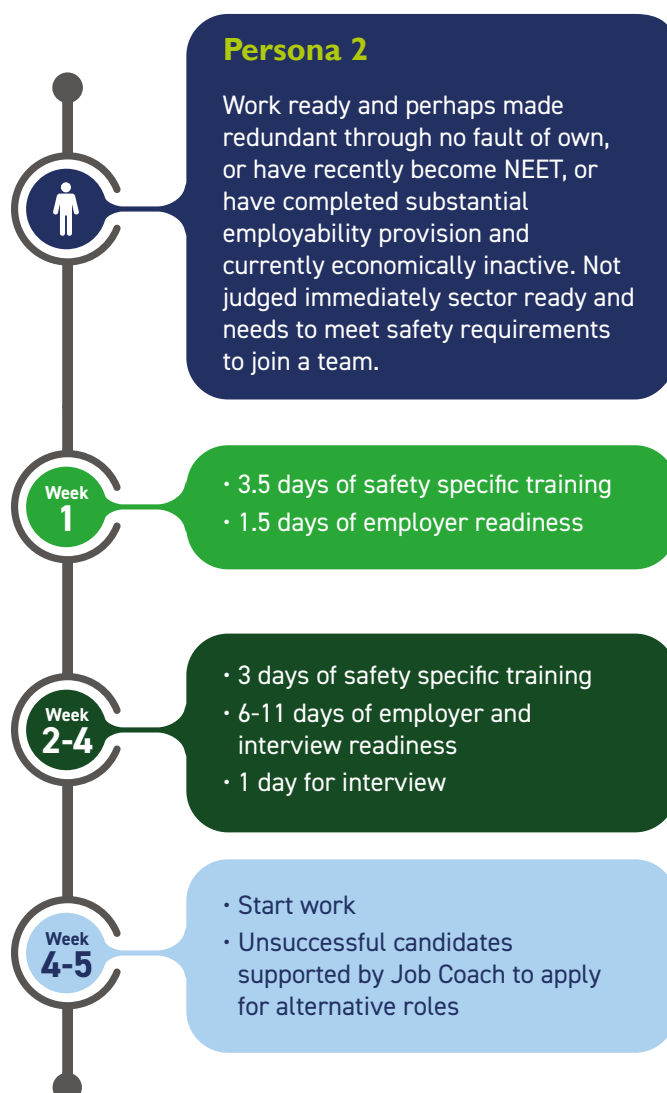 Persona 2
Work ready and perhaps made
redundant through no fault of own,
or have recently become NEET, or
have completed substantial
employability provision and
currently economically inactive. Not
judged immediately sector ready and
needs to meet safety requirements
to join a team.
Week
1
· 3.5 days of safety specific training
· 1.5 days of employer readiness
Week
2-4
· 3 days of safety specific training
· 6-11 days of employer and
interview readiness
· 1 day for interview
Week
4-5
· Start work
· Unsuccessful candidates
supported by Job Coach to apply
for alternative roles